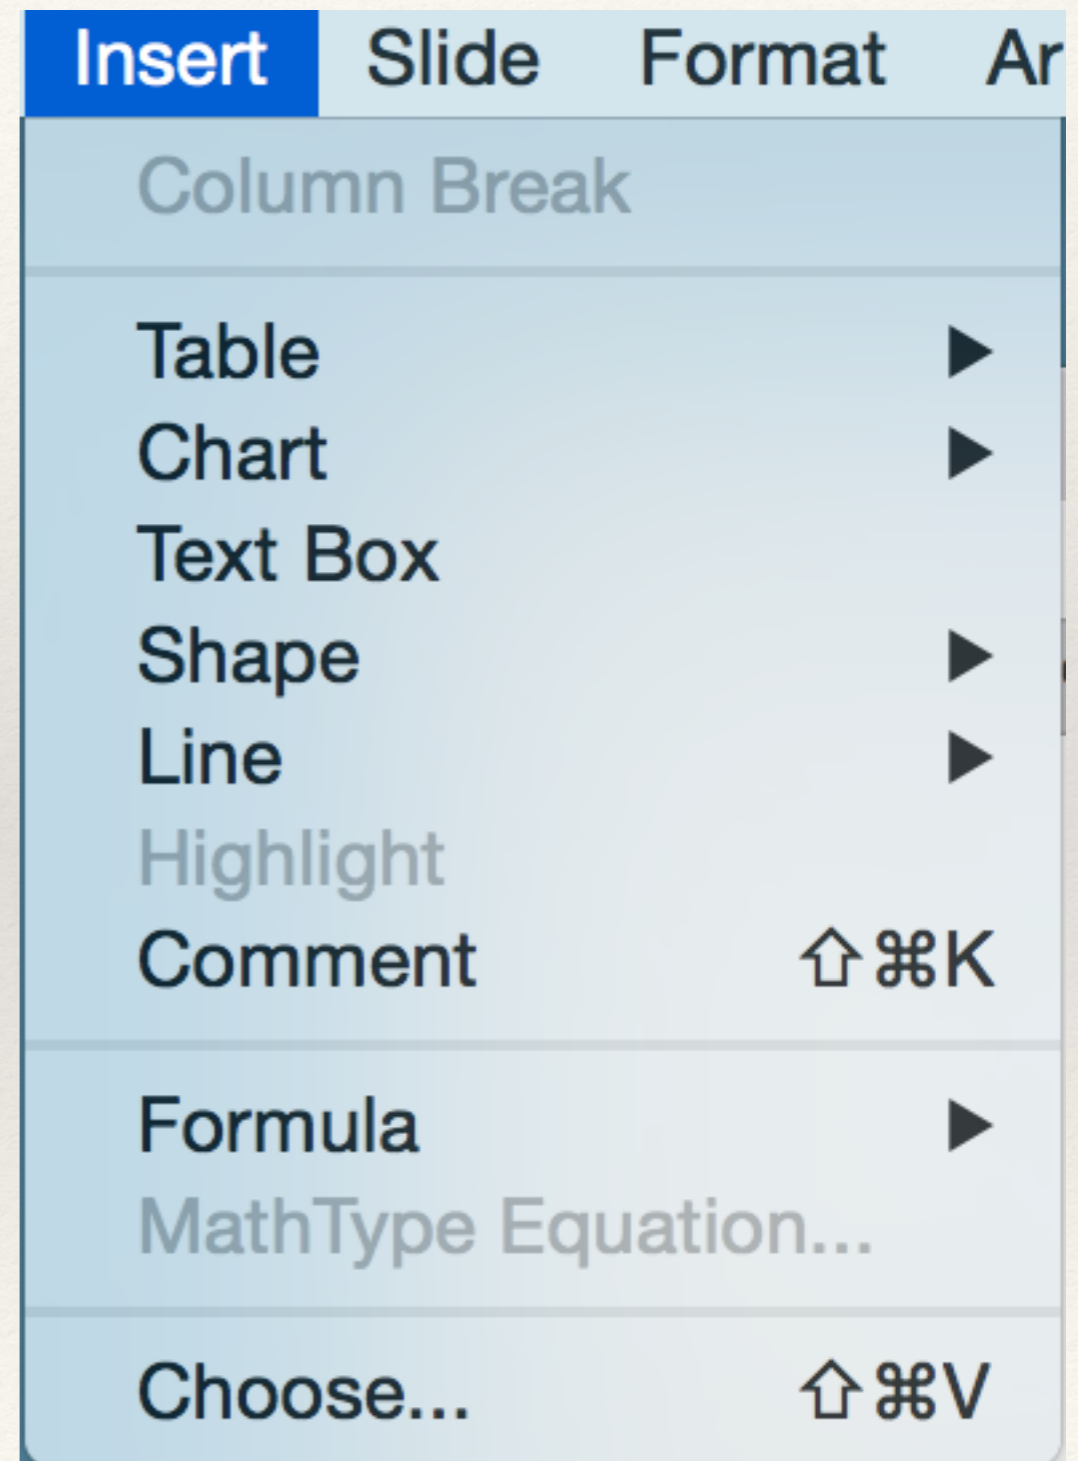 Insert Slide Format Ar
Column Break
Table ▶
Chart ▶
Text Box
Shape ▶
Line ▶
Highlight
Comment ⇧⌘K
Formula ▶
MathType Equation...
Choose... ⇧⌘V